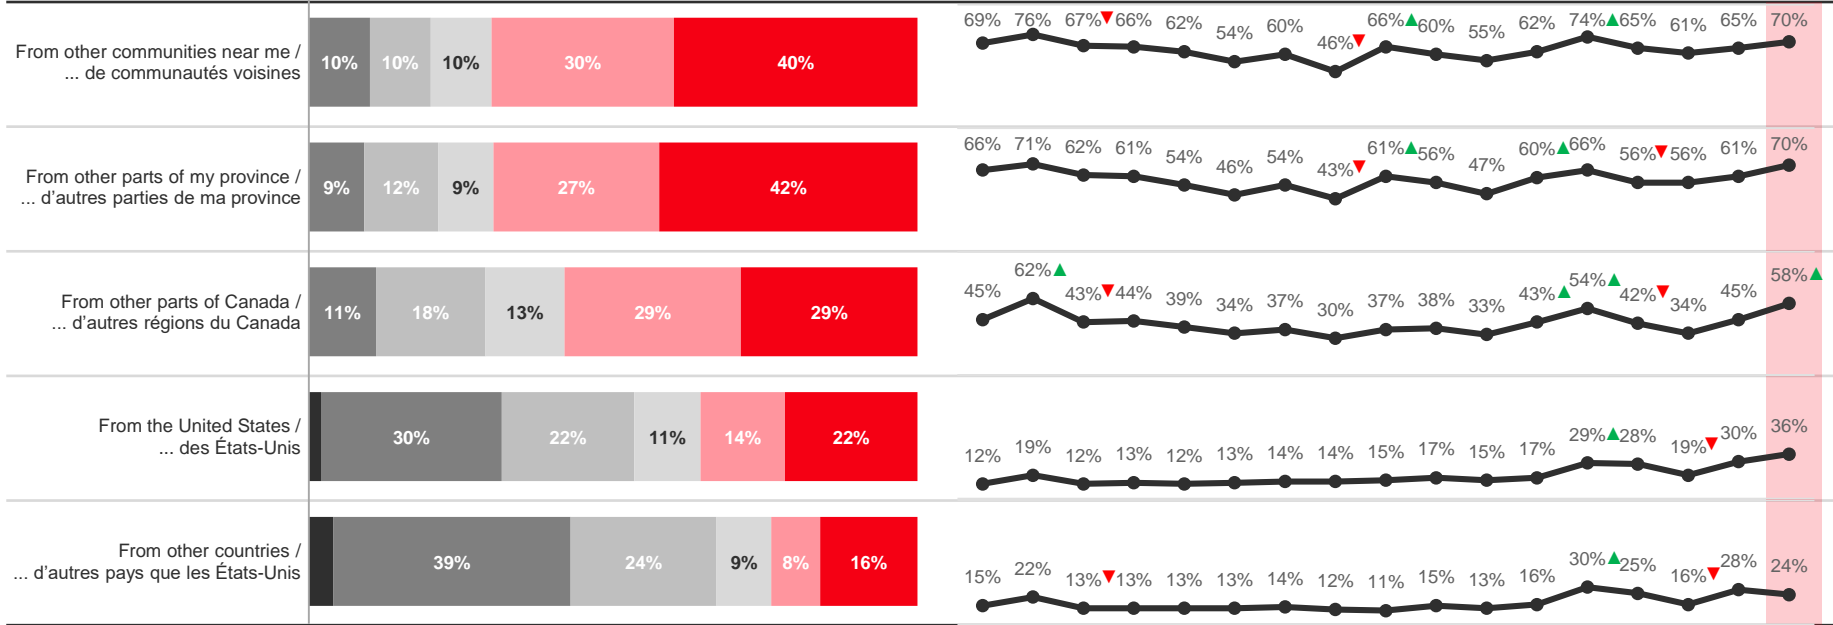 From other communities near me /
... de communautés voisines
10% 10% 10% 30% 40%
69% 76% 67% ▼ 66% 62% 54% 60% 46% ▼ 66% ▲ 60% 55% 62% 74% ▲ 65% 61% 65% 70%
From other parts of my province /
... d'autres parties de ma province
9% 12% 9% 27% 42%
66% 71% 62% 61% 54% 46% 54% 43% ▼ 61% ▲ 56% 47% 60% ▲ 66% 56% ▼ 56% 61% 70%
From other parts of Canada /
... d'autres régions du Canada
11% 18% 13% 29% 29%
45% 62% ▲ 43% ▼ 44% 39% 34% 37% 30% 37% 38% 33% 43% ▲ 54% ▲ 42% ▼ 34% 45% 58% ▲
From the United States /
... des États-Unis
30% 22% 11% 14% 22%
12% 19% 12% 13% 12% 13% 14% 14% 15% 17% 15% 17% 29% ▲ 28% 19% ▼ 30% 36%
From other countries /
... d'autres pays que les États-Unis
39% 24% 9% 8% 16%
15% 22% 13% ▼ 13% 13% 13% 14% 12% 11% 15% 13% 16% 30% ▲ 25% 16% ▼ 28% 24%